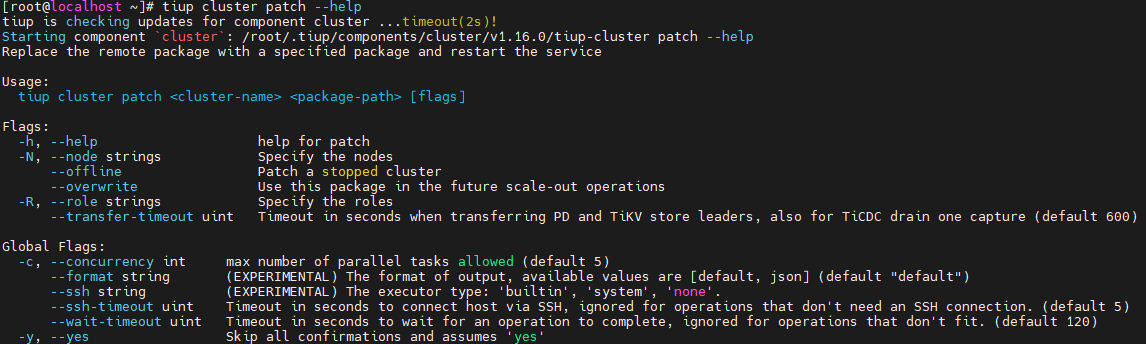 [root@localhost ~]# tiup cluster patch --help
tiup is checking updates for component cluster ...timeout(2s)!
Starting component `cluster`: /root/.tiup/components/cluster/v1.16.0/tiup-cluster patch --help
Replace the remote package with a specified package and restart the service
Usage:
  tiup cluster patch <cluster-name> <package-path> [flags]
Flags:
  -h, --help                    help for patch
  -N, --node strings            Specify the nodes
      --offline                 Patch a stopped cluster
      --overwrite               Use this package in the future scale-out operations
  -R, --role strings            Specify the roles
      --transfer-timeout uint   Timeout in seconds when transferring PD and TiKV store leaders, also for TiCDC drain one capture (default 600)
Global Flags:
  -c, --concurrency int     max number of parallel tasks allowed (default 5)
      --format string       (EXPERIMENTAL) The format of output, available values are [default, json] (default "default")
      --ssh string          (EXPERIMENTAL) The executor type: 'builtin', 'system', 'none'.
      --ssh-timeout uint    Timeout in seconds to connect host via SSH, ignored for operations that don't need an SSH connection. (default 5)
      --wait-timeout uint   Timeout in seconds to wait for an operation to complete, ignored for operations that don't fit. (default 120)
  -y, --yes                 Skip all confirmations and assumes 'yes'